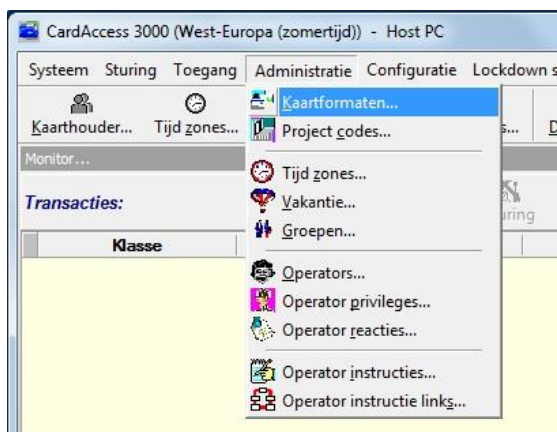 CardAccess 3000 (West-Europa (zomertijd)) - Host PC
Systeem Sturing Toegang Administratie Configuratie Lockdown s
Kaarthouder... Tijd zones...
Monitor...
Transacties:
Klasse
Kaartformaten...
Project codes...
Tijd zones...
Vakantie...
Groepen...
Operators...
Operator privileges...
Operator reacties...
Operator instructies...
Operator instructie links...